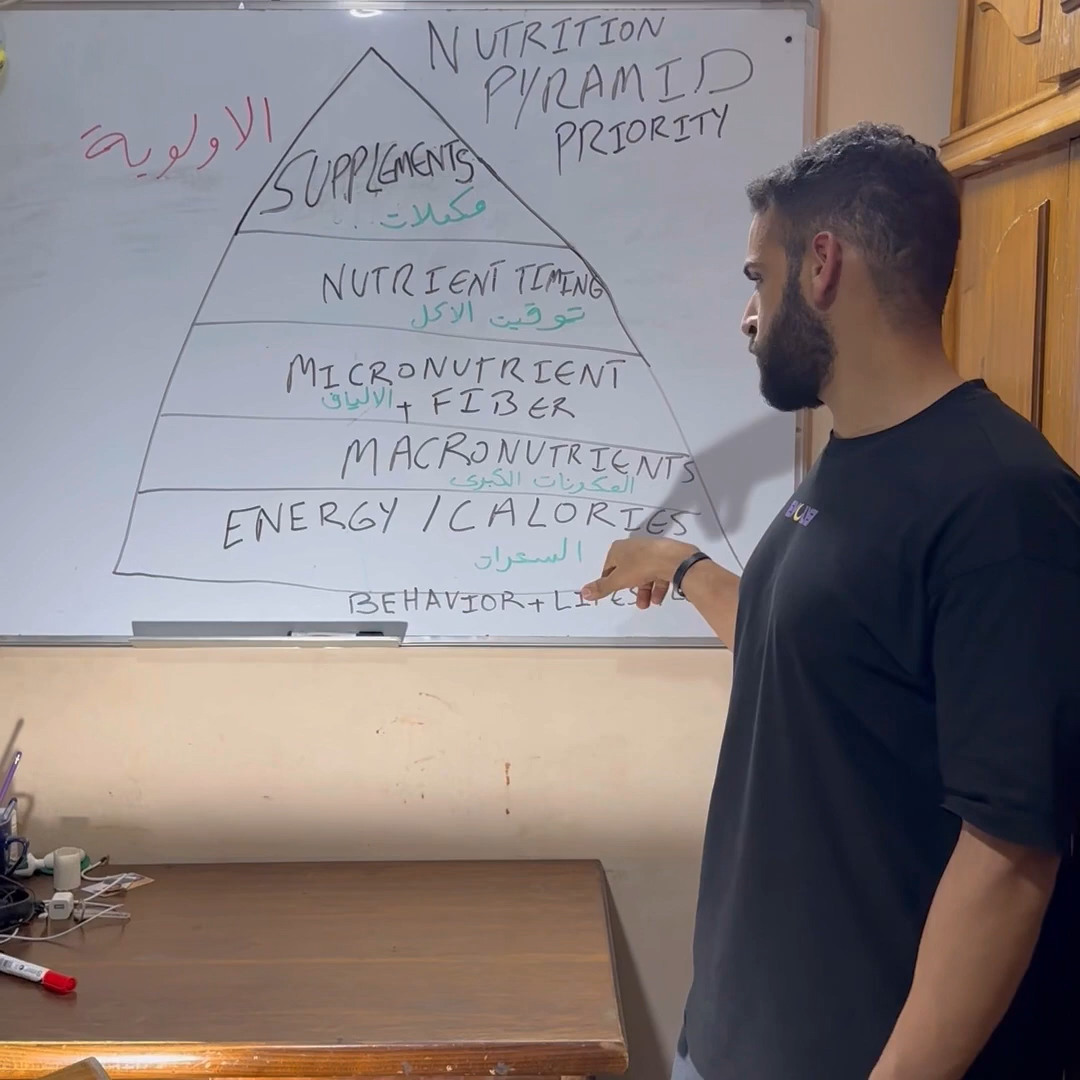 NUTRITION
PYRAMID
PRIORITY
الاولوية
SUPPLEMENTS
مكملات
NUTRIENT TIMING
توقيت الاكل
MICRONUTRIENT
الالياف + FIBER
MACRONUTRIENTS
المكونات الكبرى
ENERGY / CALORIES
السعرات
BEHAVIOR +